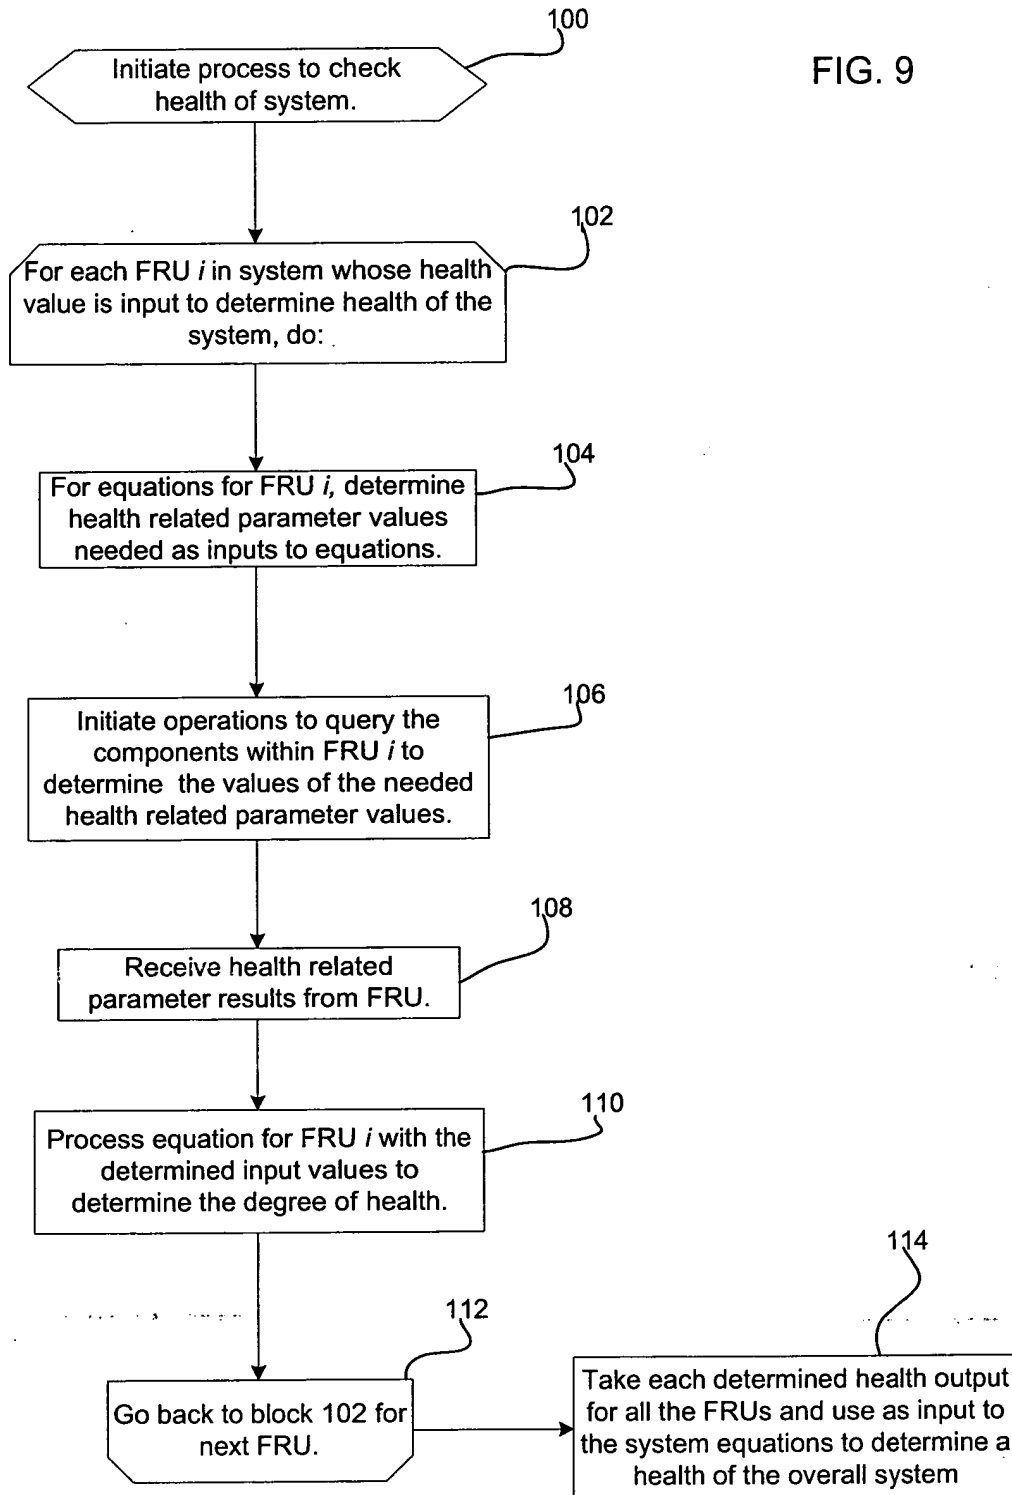 100
FIG. 9
Initiate process to check
health of system.
102
For each FRU i in system whose health
value is input to determine health of the
system, do:
104
For equations for FRU i, determine
health related parameter values
needed as inputs to equations.
106
Initiate operations to query the
components within FRU i to
determine the values of the needed
health related parameter values.
108
Receive health related
parameter results from FRU.
110
Process equation for FRU i with the
determined input values to
determine the degree of health.
112
Go back to block 102 for
next FRU.
114
Take each determined health output
for all the FRUs and use as input to
the system equations to determine a
health of the overall system